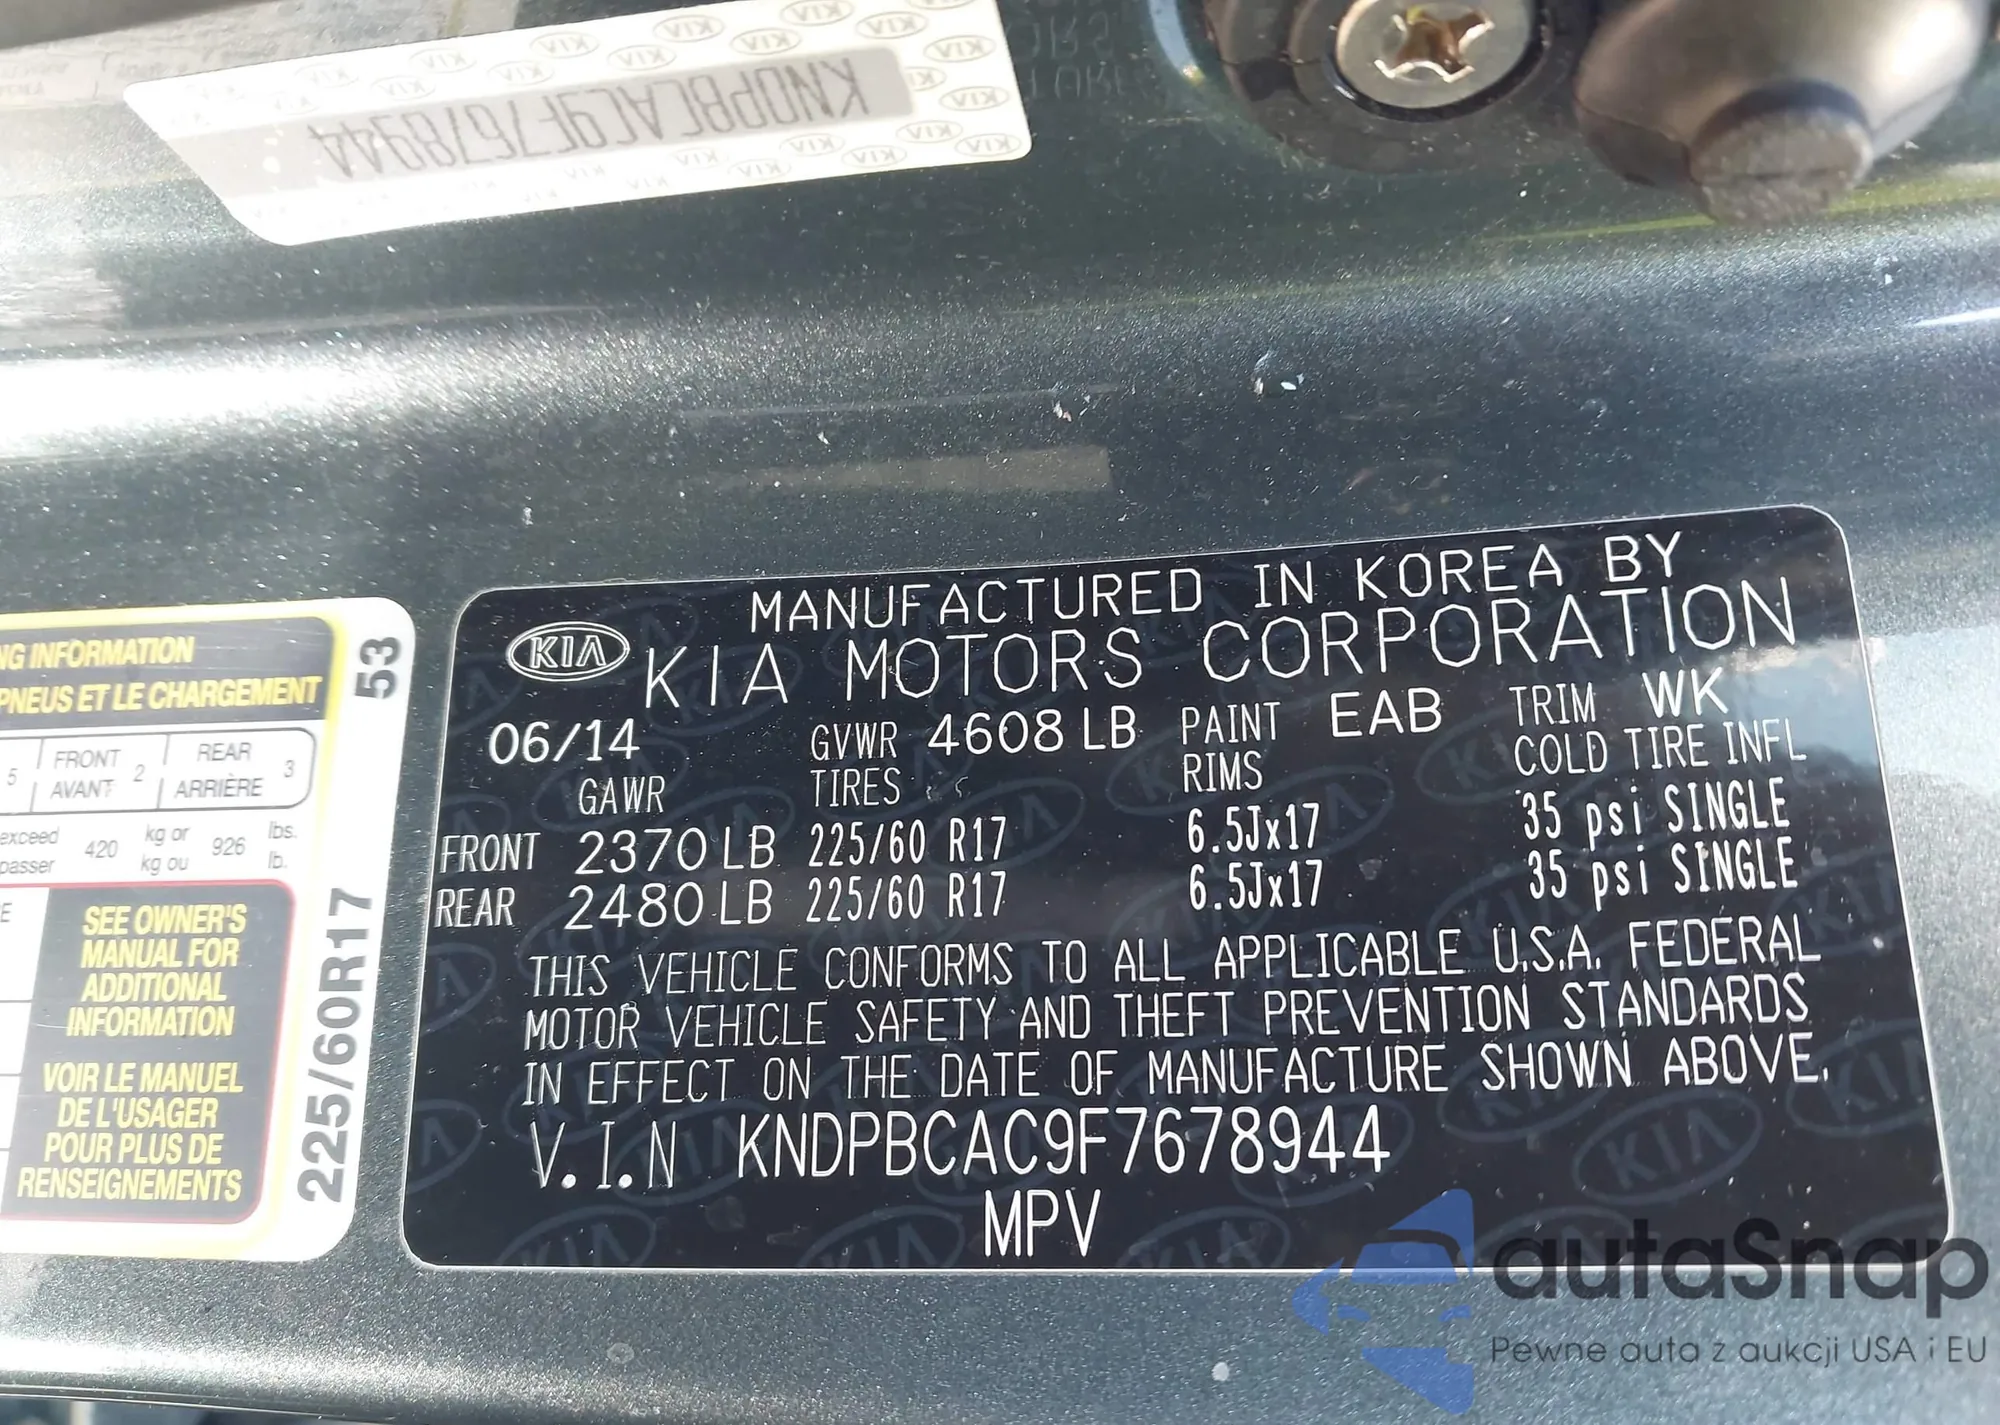 KNDPBCAC9F7678944
NG INFORMATION
PNEUS ET LE CHARGEMENT
53
5 FRONT AVANT 2 REAR ARRIÈRE 3
exceed 420 kg or 926 lbs.
passer kg ou lb.
SEE OWNER'S
MANUAL FOR
ADDITIONAL
INFORMATION
VOIR LE MANUEL
DE L'USAGER
POUR PLUS DE
RENSEIGNEMENTS
225/60R17
MANUFACTURED IN KOREA BY
KIA KIA MOTORS CORPORATION
06/14 GVWR 4608 LB PAINT EAB TRIM WK
GAWR TIRES RIMS COLD TIRE INFL
FRONT 2370 LB 225/60 R17 6.5Jx17 35 psi SINGLE
REAR 2480 LB 225/60 R17 6.5Jx17 35 psi SINGLE
THIS VEHICLE CONFORMS TO ALL APPLICABLE U.S.A. FEDERAL
MOTOR VEHICLE SAFETY AND THEFT PREVENTION STANDARDS
IN EFFECT ON THE DATE OF MANUFACTURE SHOWN ABOVE.
V.I.N KNDPBCAC9F7678944
MPV
autaSnap
Pewne auta z aukcji USA i EU